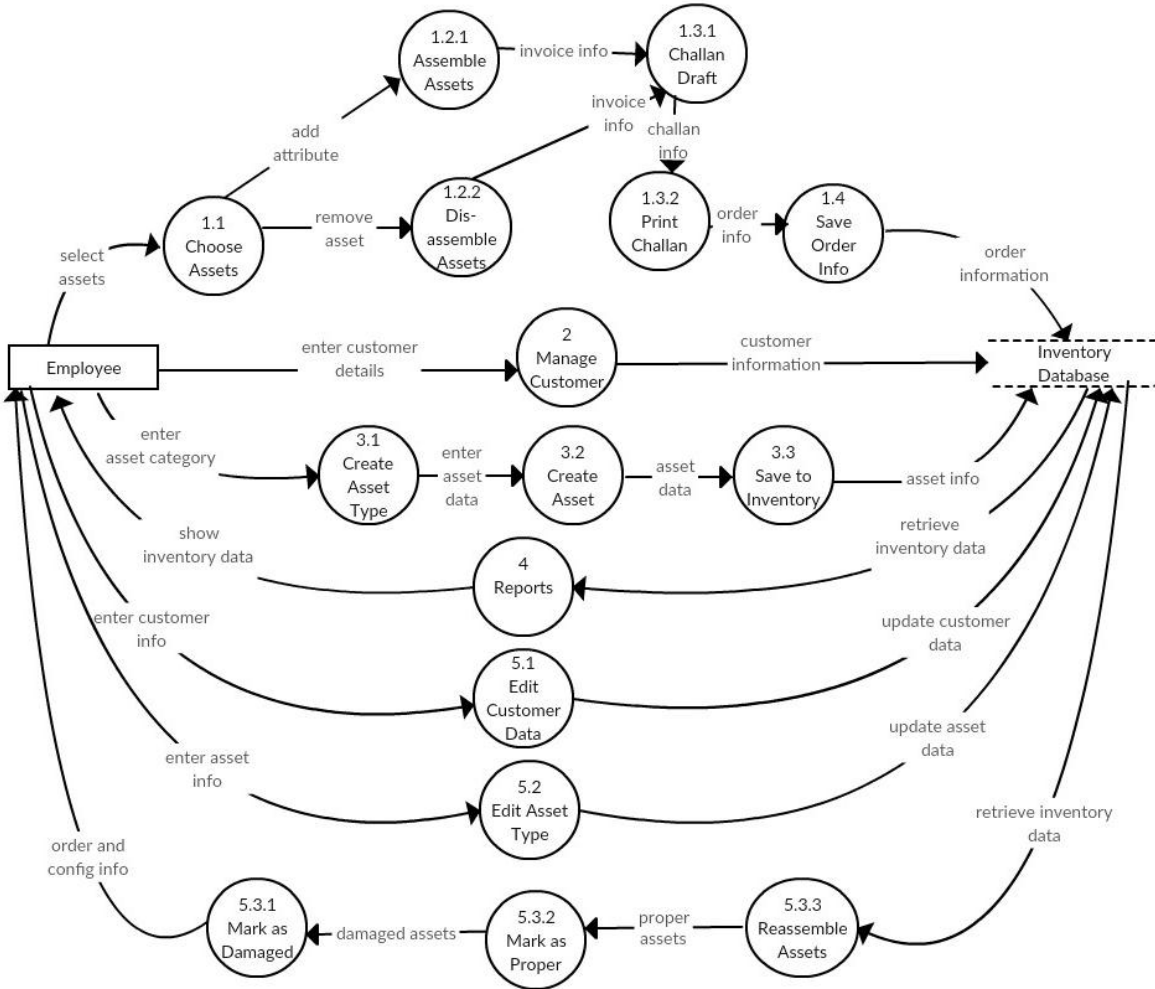 1.2.1
Assemble
Assets
invoice info
1.3.1
Challan
Draft
add
attribute
invoice
info
challan
info
1.1
Choose
Assets
remove
asset
1.2.2
Dis-
assemble
Assets
1.3.2
Print
Challan
order
info
1.4
Save
Order
Info
select
assets
order
information
Employee
enter customer
details
2
Manage
Customer
customer
information
Inventory
Database
enter
asset category
3.1
Create
Asset
Type
enter
asset
data
3.2
Create
Asset
asset
data
3.3
Save to
Inventory
asset info
show
inventory data
4
Reports
retrieve
inventory data
enter customer
info
5.1
Edit
Customer
Data
update customer
data
enter asset
info
5.2
Edit Asset
Type
update asset
data
order and
config info
5.3.1
Mark as
Damaged
damaged assets
5.3.2
Mark as
Proper
proper
assets
5.3.3
Reassemble
Assets
retrieve inventory
data